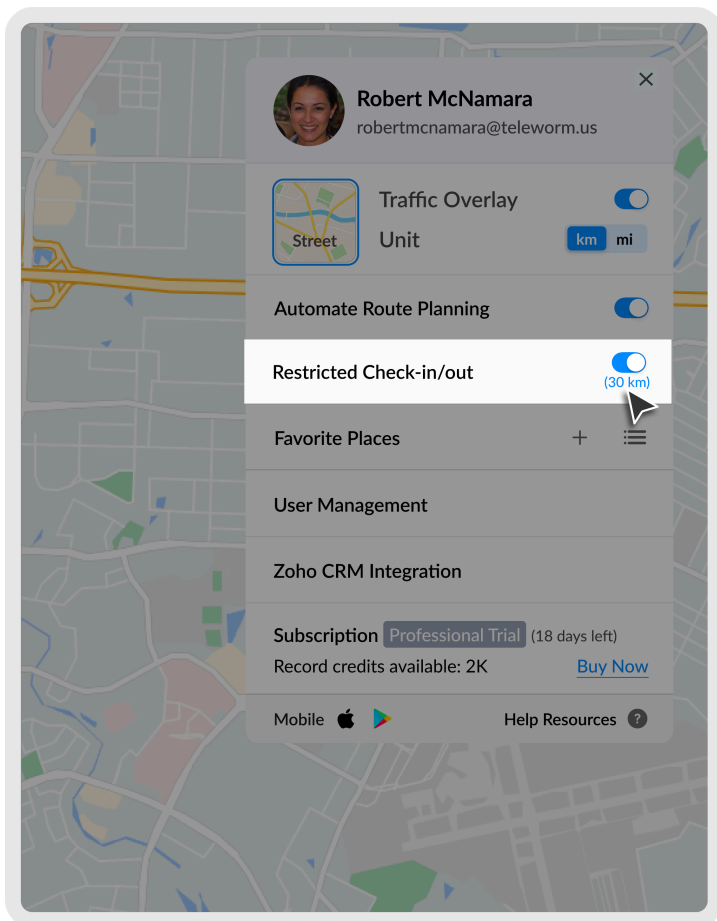 Robert McNamara
robertmcnamara@teleworm.us
Street
Traffic Overlay
Unit km mi
Automate Route Planning
Restricted Check-in/out
(30 km)
Favorite Places
User Management
Zoho CRM Integration
Subscription Professional Trial (18 days left)
Record credits available: 2K Buy Now
Mobile Help Resources ?